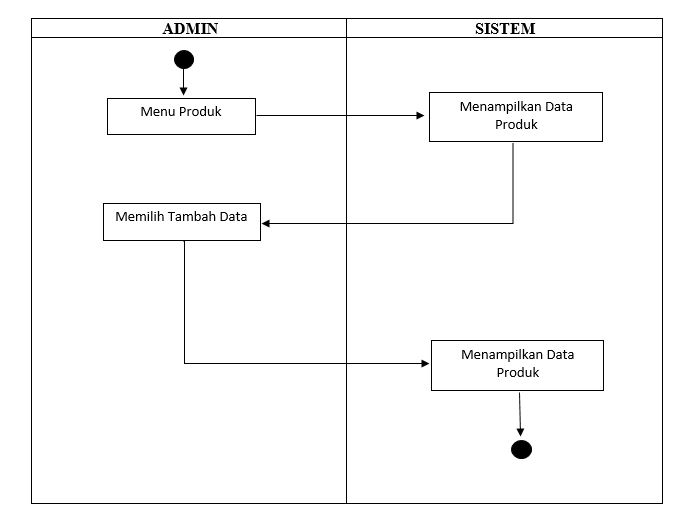 ADMIN
SISTEM
Menu Produk
Menampilkan Data
Produk
Memilih Tambah Data
Menampilkan Data
Produk